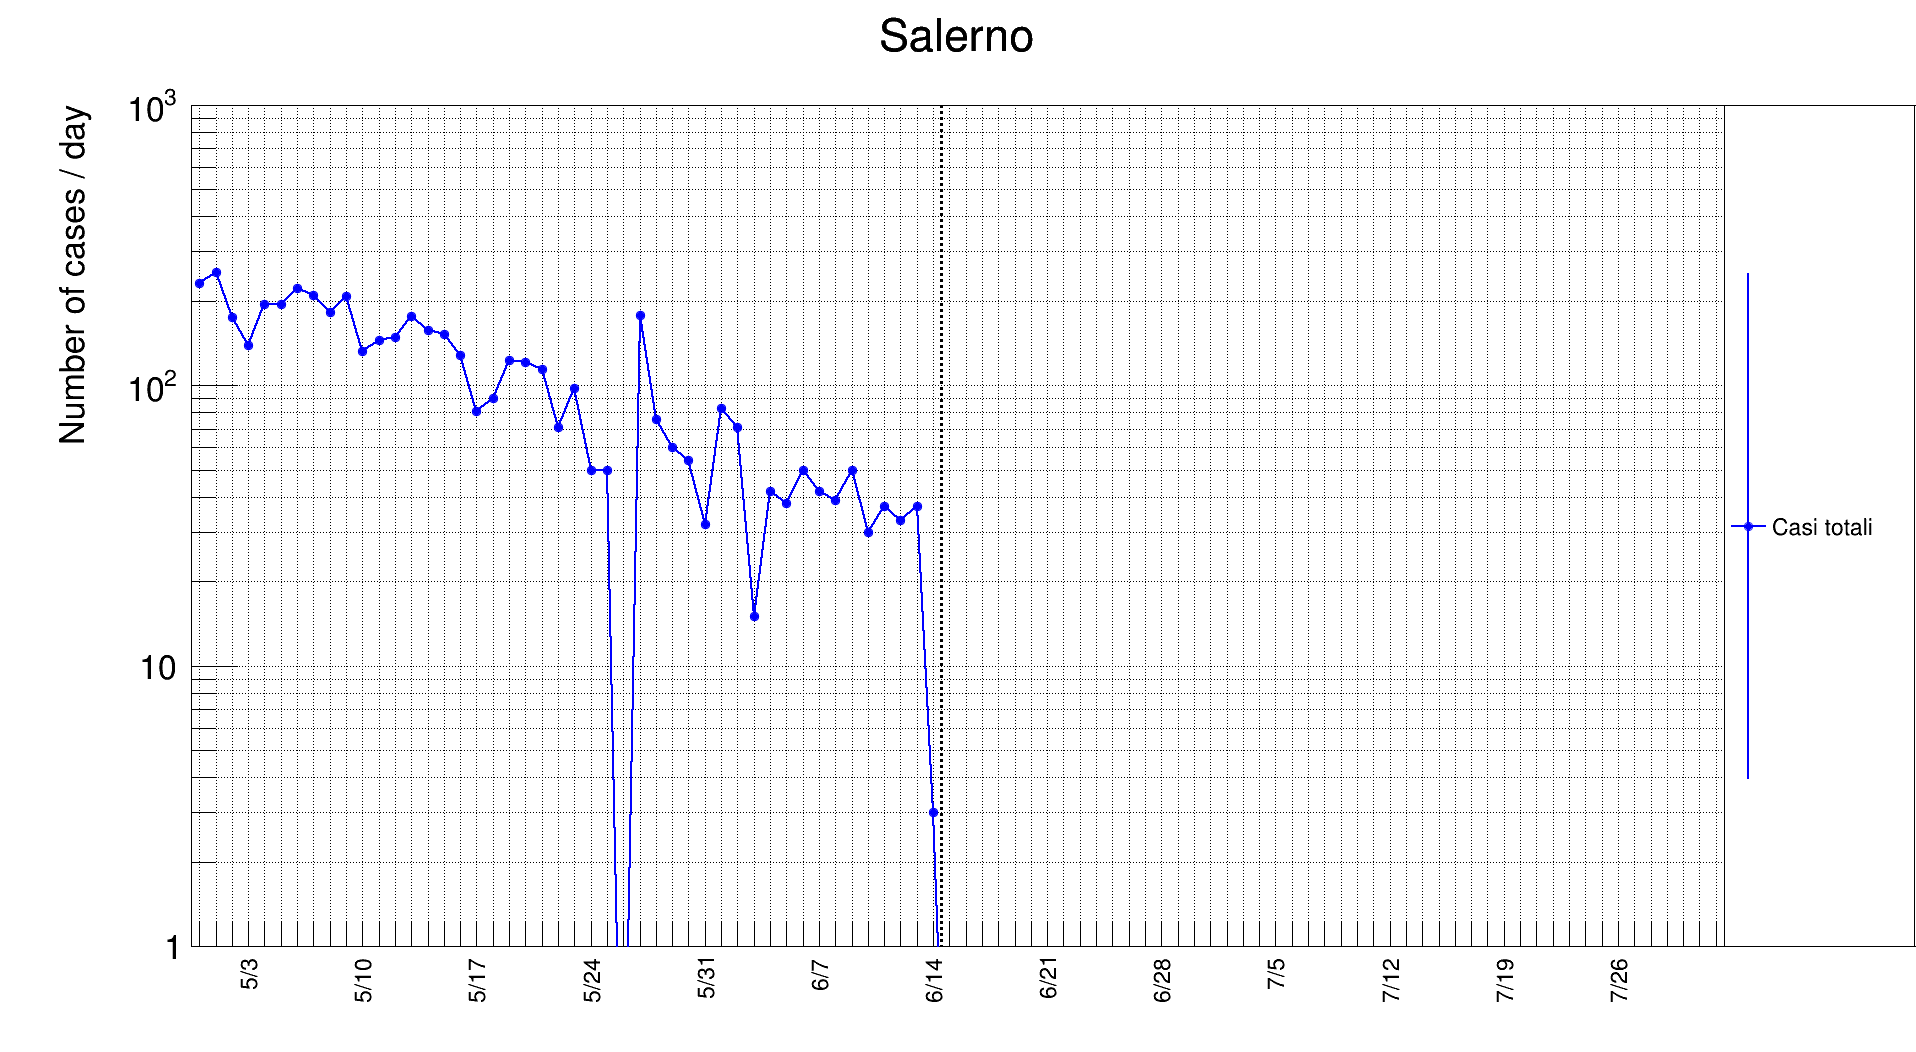 Salerno
Number of cases / day
10³
10²
10
1
5/3 5/10 5/17 5/24 5/31 6/7 6/14 6/21 6/28 7/5 7/12 7/19 7/26
Casi totali